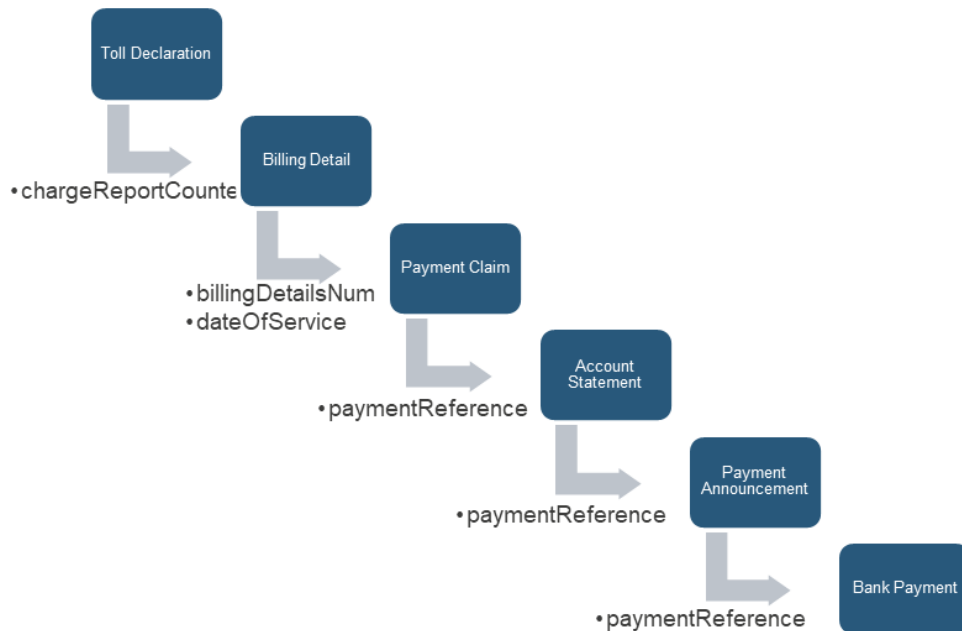 Toll Declaration
Billing Detail
• chargeReportCounte
Payment Claim
• billingDetailsNum
• dateOfService
Account
Statement
• paymentReference
Payment
Announcement
• paymentReference
Bank Payment
• paymentReference